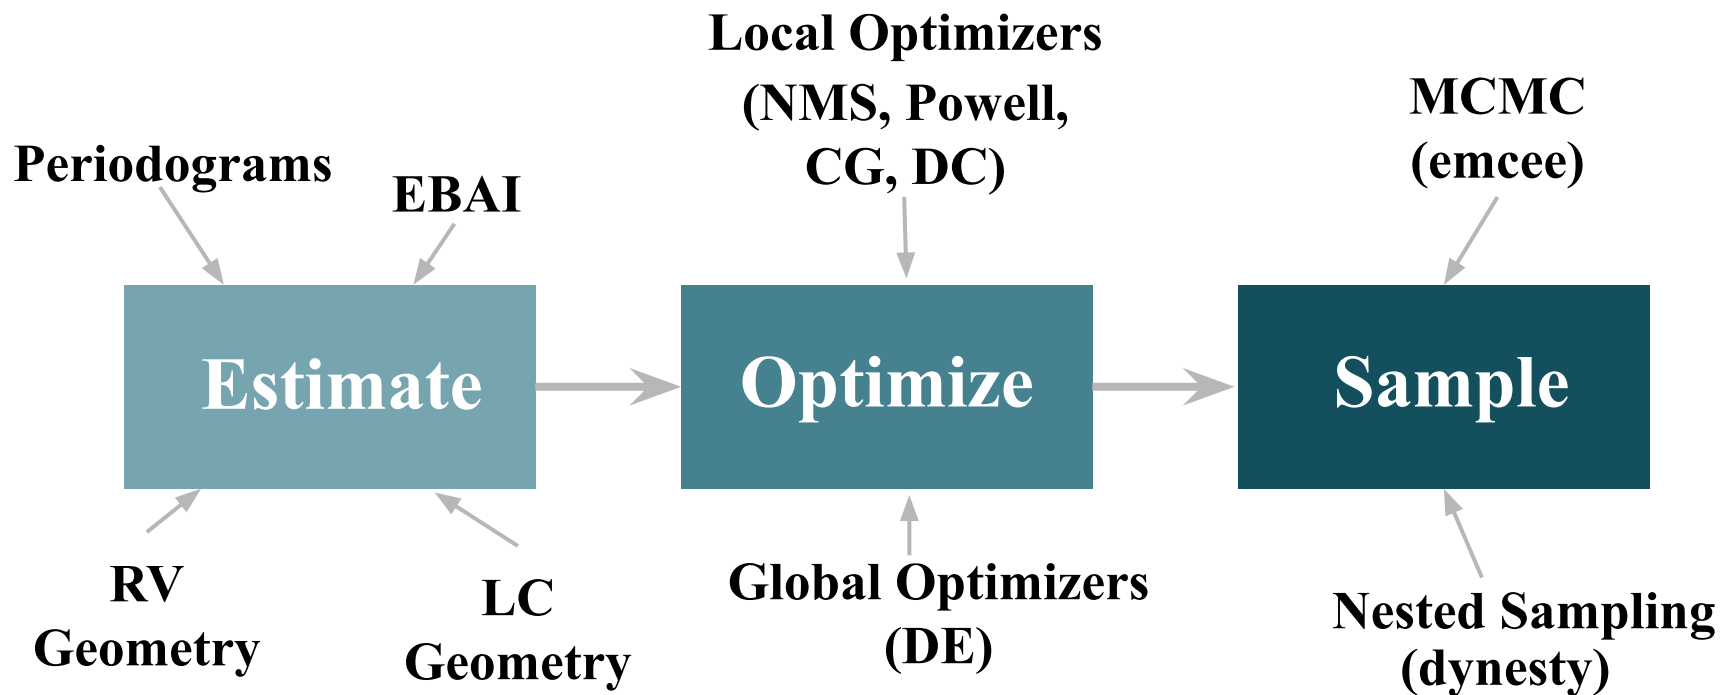 Local Optimizers
(NMS, Powell,
CG, DC)
MCMC
(emcee)
Periodograms
EBAI
Estimate
Optimize
Sample
RV
Geometry
LC
Geometry
Global Optimizers
(DE)
Nested Sampling
(dynesty)